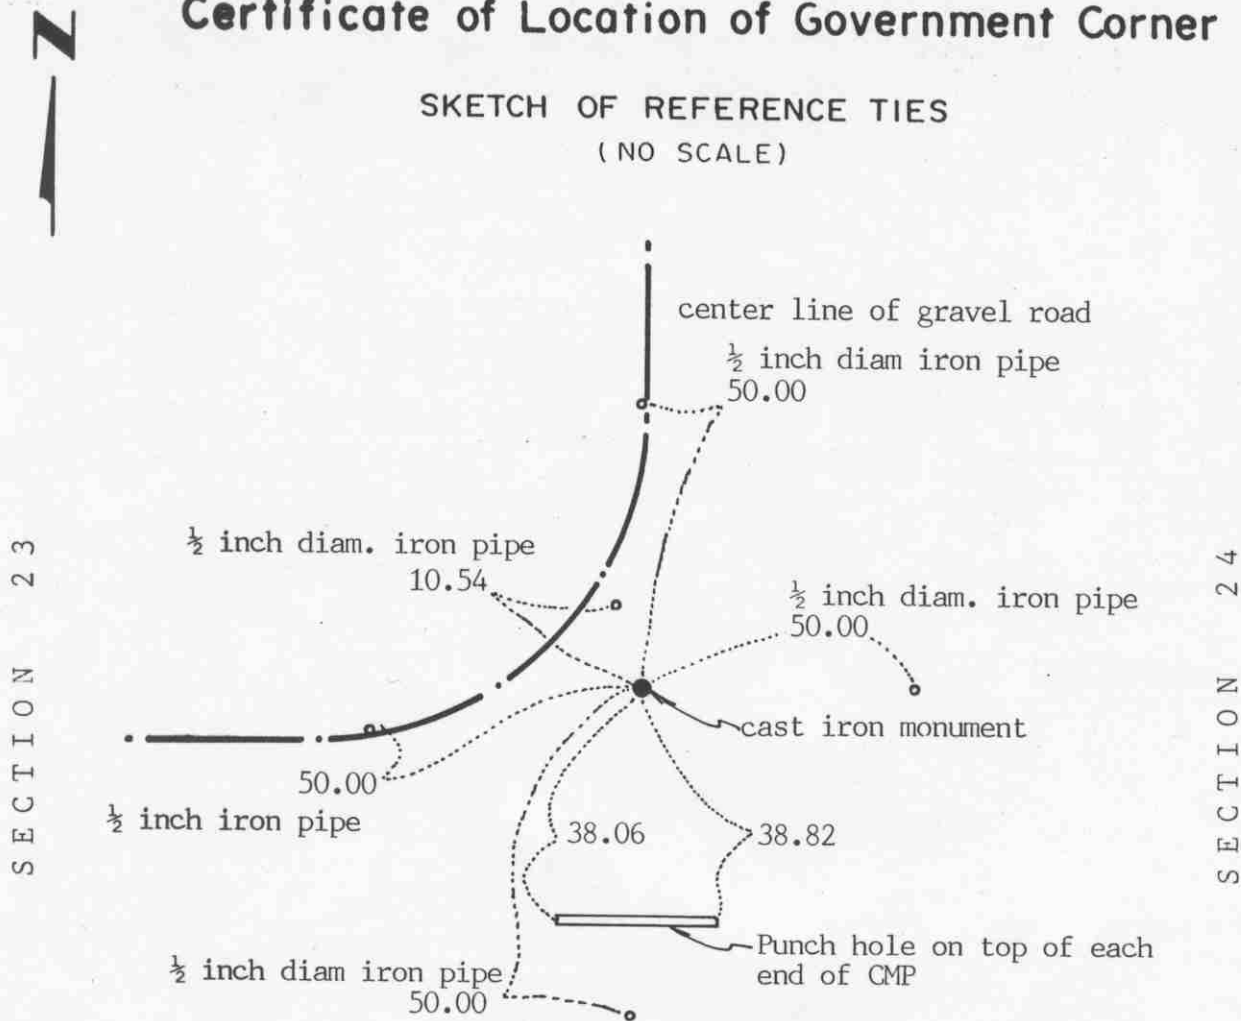 N
Certificate of Location of Government Corner
SKETCH OF REFERENCE TIES
(NO SCALE)
center line of gravel road
½ inch diam iron pipe
50.00
½ inch diam. iron pipe
10.54
½ inch diam. iron pipe
50.00
SECTION 23
SECTION 24
cast iron monument
50.00
½ inch iron pipe
38.06
38.82
Punch hole on top of each
end of CMP
½ inch diam iron pipe
50.00